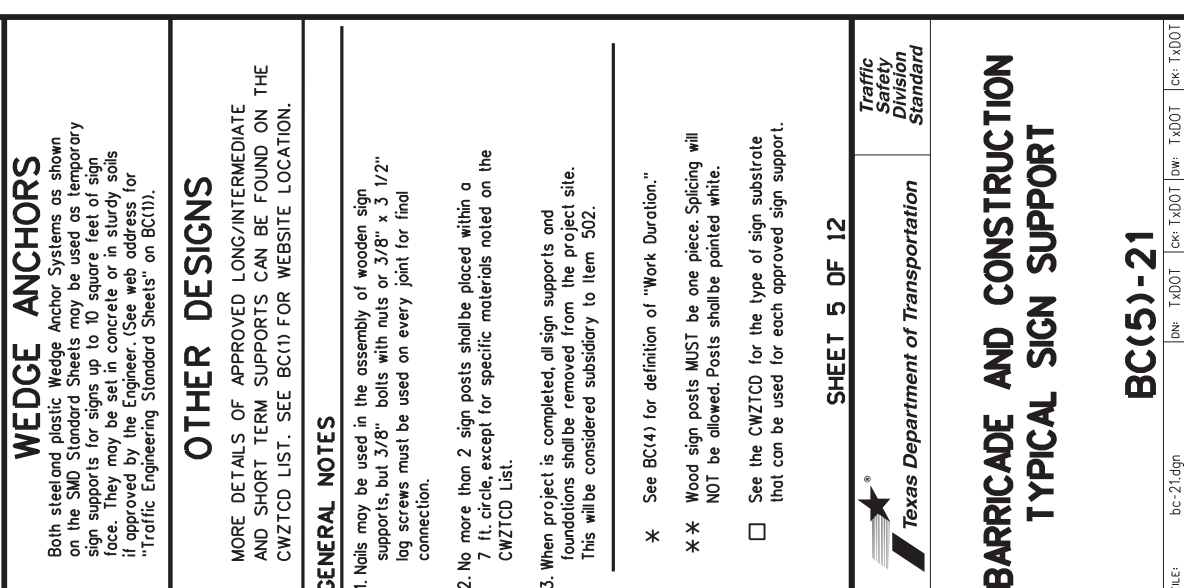 WEDGE ANCHORS
Both steel and plastic Wedge Anchor Systems as shown
on the SMD Standard Sheets may be used as temporary
sign supports for signs up to 10 square feet of sign
face. They may be set in concrete or in sturdy soils
if approved by the Engineer. (See web address for
"Traffic Engineering Standard Sheets" on BC(1)).
OTHER DESIGNS
MORE DETAILS OF APPROVED LONG/INTERMEDIATE
AND SHORT TERM SUPPORTS CAN BE FOUND ON THE
CWZTCD LIST. SEE BC(1) FOR WEBSITE LOCATION.
GENERAL NOTES
1. Nails may be used in the assembly of wooden sign
supports, but 3/8" bolts with nuts or 3/8" x 3 1/2"
lag screws must be used on every joint for final
connection.
2. No more than 2 sign posts shall be placed within a
7 ft. circle, except for specific materials noted on the
CWZTCD List.
3. When project is completed, all sign supports and
foundations shall be removed from the project site.
This will be considered subsidiary to Item 502.
* See BC(4) for definition of "Work Duration."
** Wood sign posts MUST be one piece. Splicing will
NOT be allowed. Posts shall be painted white.
□ See the CWZTCD for the type of sign substrate
that can be used for each approved sign support.
SHEET 5 OF 12
® Texas Department of Transportation
Traffic
Safety
Division
Standard
BARRICADE AND CONSTRUCTION
TYPICAL SIGN SUPPORT
BC(5)-21
FILE: bc-21.dgn DN: TxDOT CK: TxDOT DW: TxDOT CK: TxDOT